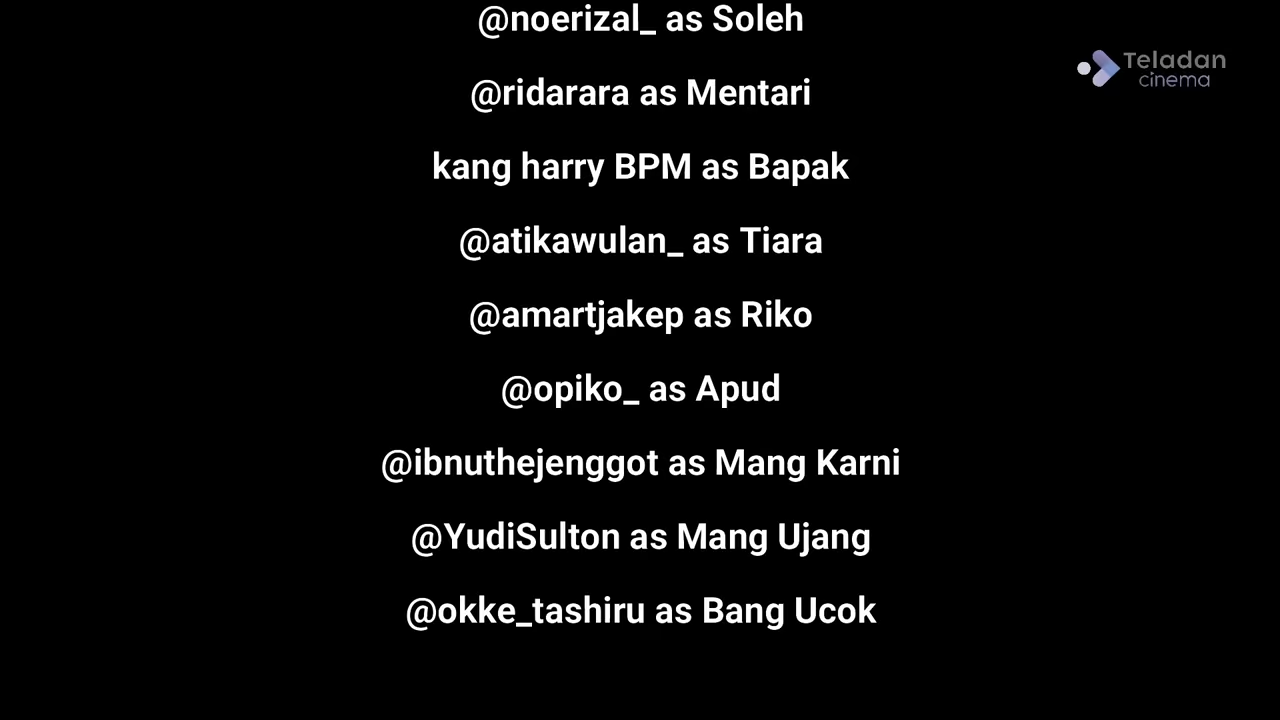 @noerizal_ as Soleh
Teladan
cinema
@ridarara as Mentari
kang harry BPM as Bapak
@atikawulan_ as Tiara
@amartjakep as Riko
@opiko_ as Apud
@ibnuthejenggot as Mang Karni
@YudiSulton as Mang Ujang
@okke_tashiru as Bang Ucok